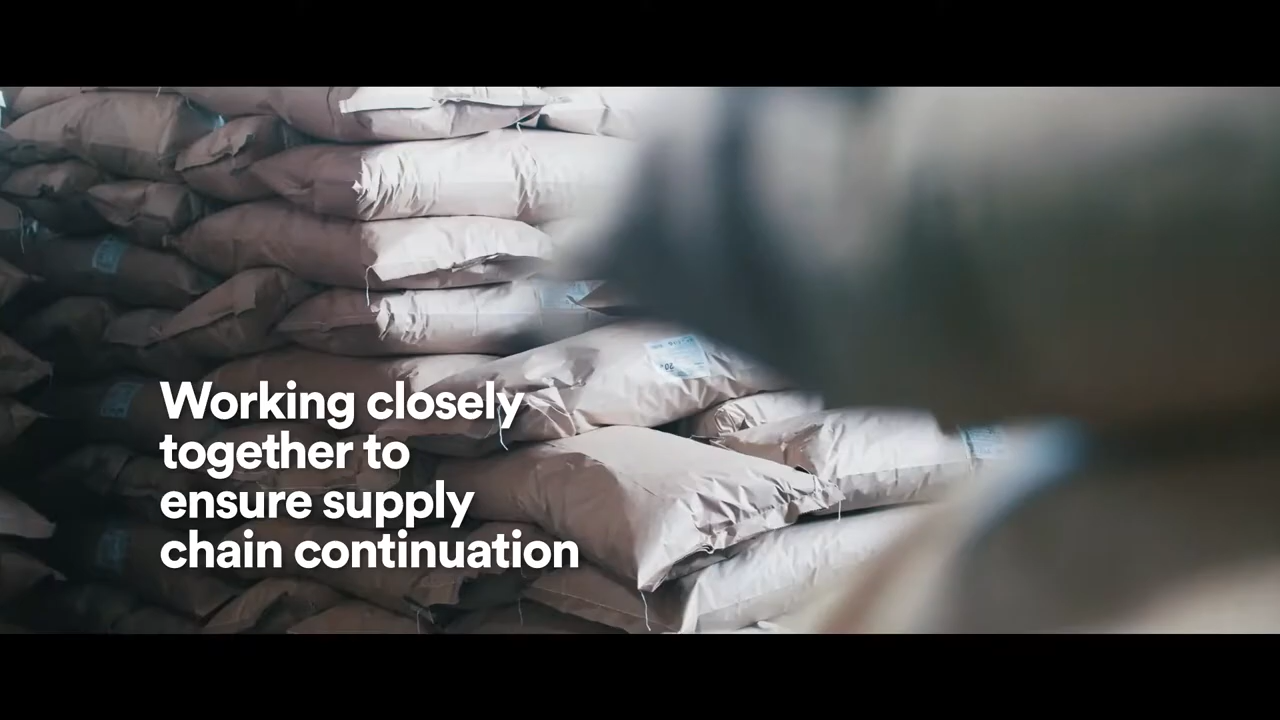 Working closely
together to
ensure supply
chain continuation